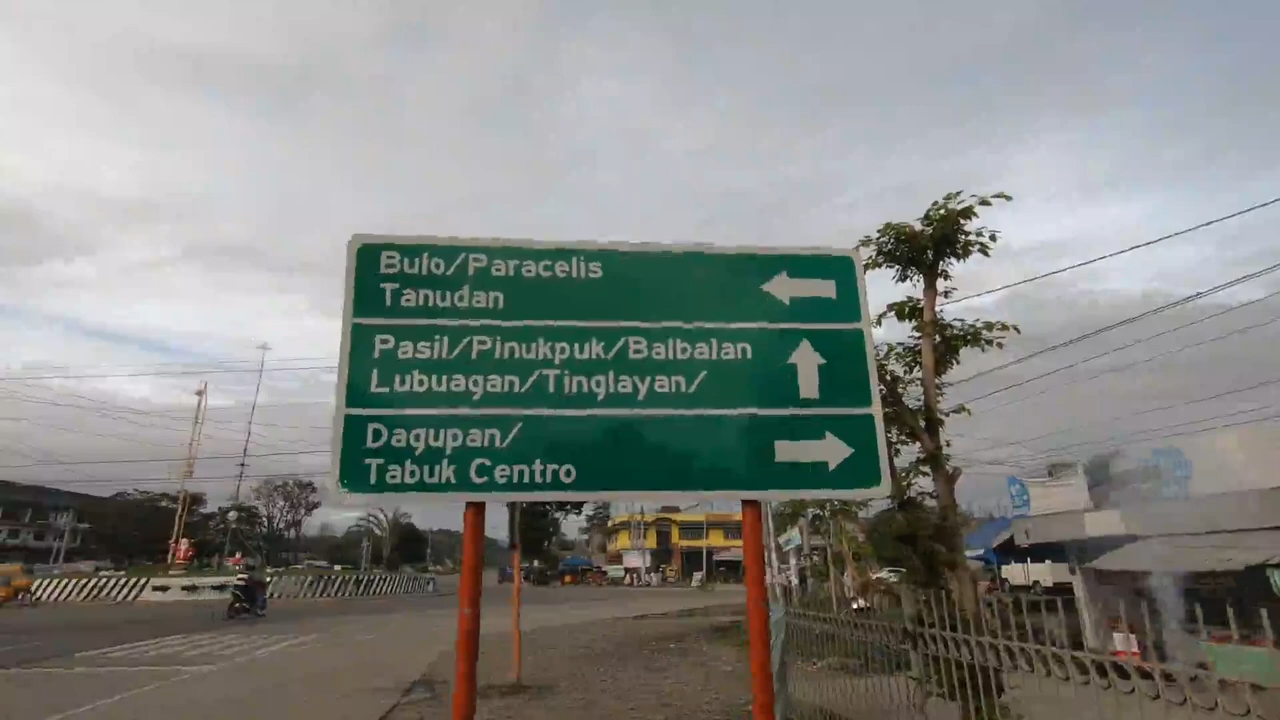 Bulo/Paracelis
Tanudan
Pasil/Pinukpuk/Balbalan
Lubuagan/Tinglayan/
Dagupan/
Tabuk Centro